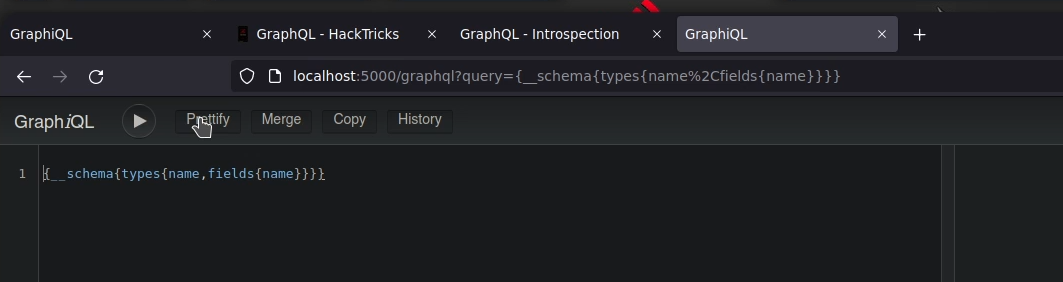 GraphiQL GraphQL - HackTricks GraphQL - Introspection GraphiQL
localhost:5000/graphql?query={__schema{types{name%2Cfields{name}}}}
GraphiQL Prettify Merge Copy History
1 {__schema{types{name,fields{name}}}}